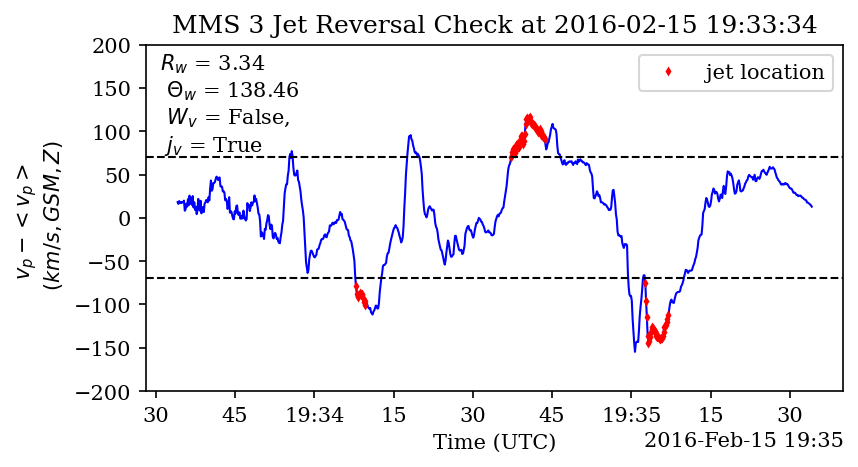 MMS 3 Jet Reversal Check at 2016-02-15 19:33:34
R_w = 3.34
Θ_w = 138.46
W_v = False,
j_v = True
jet location
200
150
100
50
0
−50
−100
−150
−200
v_p − < v_p >
(km/s, GSM, Z)
30 45 19:34 15 30 45 19:35 15 30
Time (UTC)
2016-Feb-15 19:35